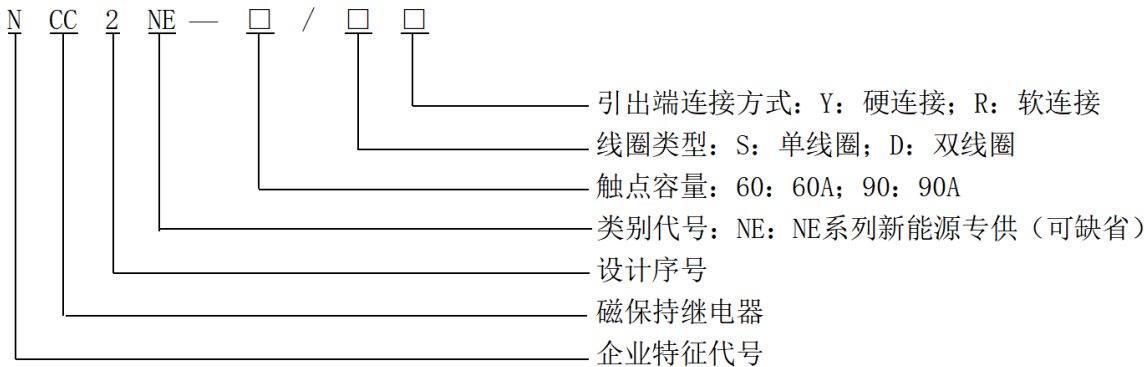 N CC 2 NE — □ / □ □
引出端连接方式：Y：硬连接；R：软连接
线圈类型：S：单线圈；D：双线圈
触点容量：60：60A；90：90A
类别代号：NE：NE系列新能源专供（可缺省）
设计序号
磁保持继电器
企业特征代号